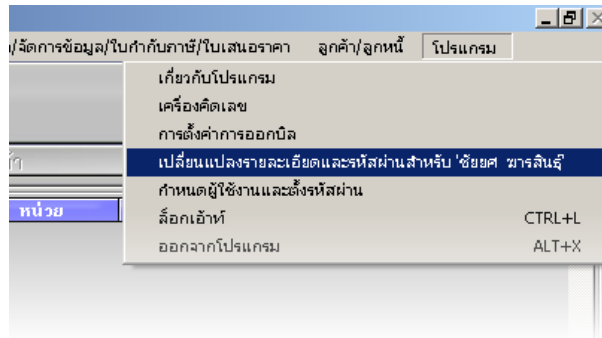 /จัดการข้อมูล/ใบกำกับภาษี/ใบเสนอราคา ลูกค้า/ลูกหนี้ โปรแกรม
เกี่ยวกับโปรแกรม
เครื่องคิดเลข
การตั้งค่าการออกบิล
เปลี่ยนแปลงรายละเอียดและรหัสผ่านสำหรับ 'ชัยยศ ฆารสินธุ์'
กำหนดผู้ใช้งานและตั้งรหัสผ่าน
หน่วย
ล็อกเอ้าท์ CTRL+L
ออกจากโปรแกรม ALT+X